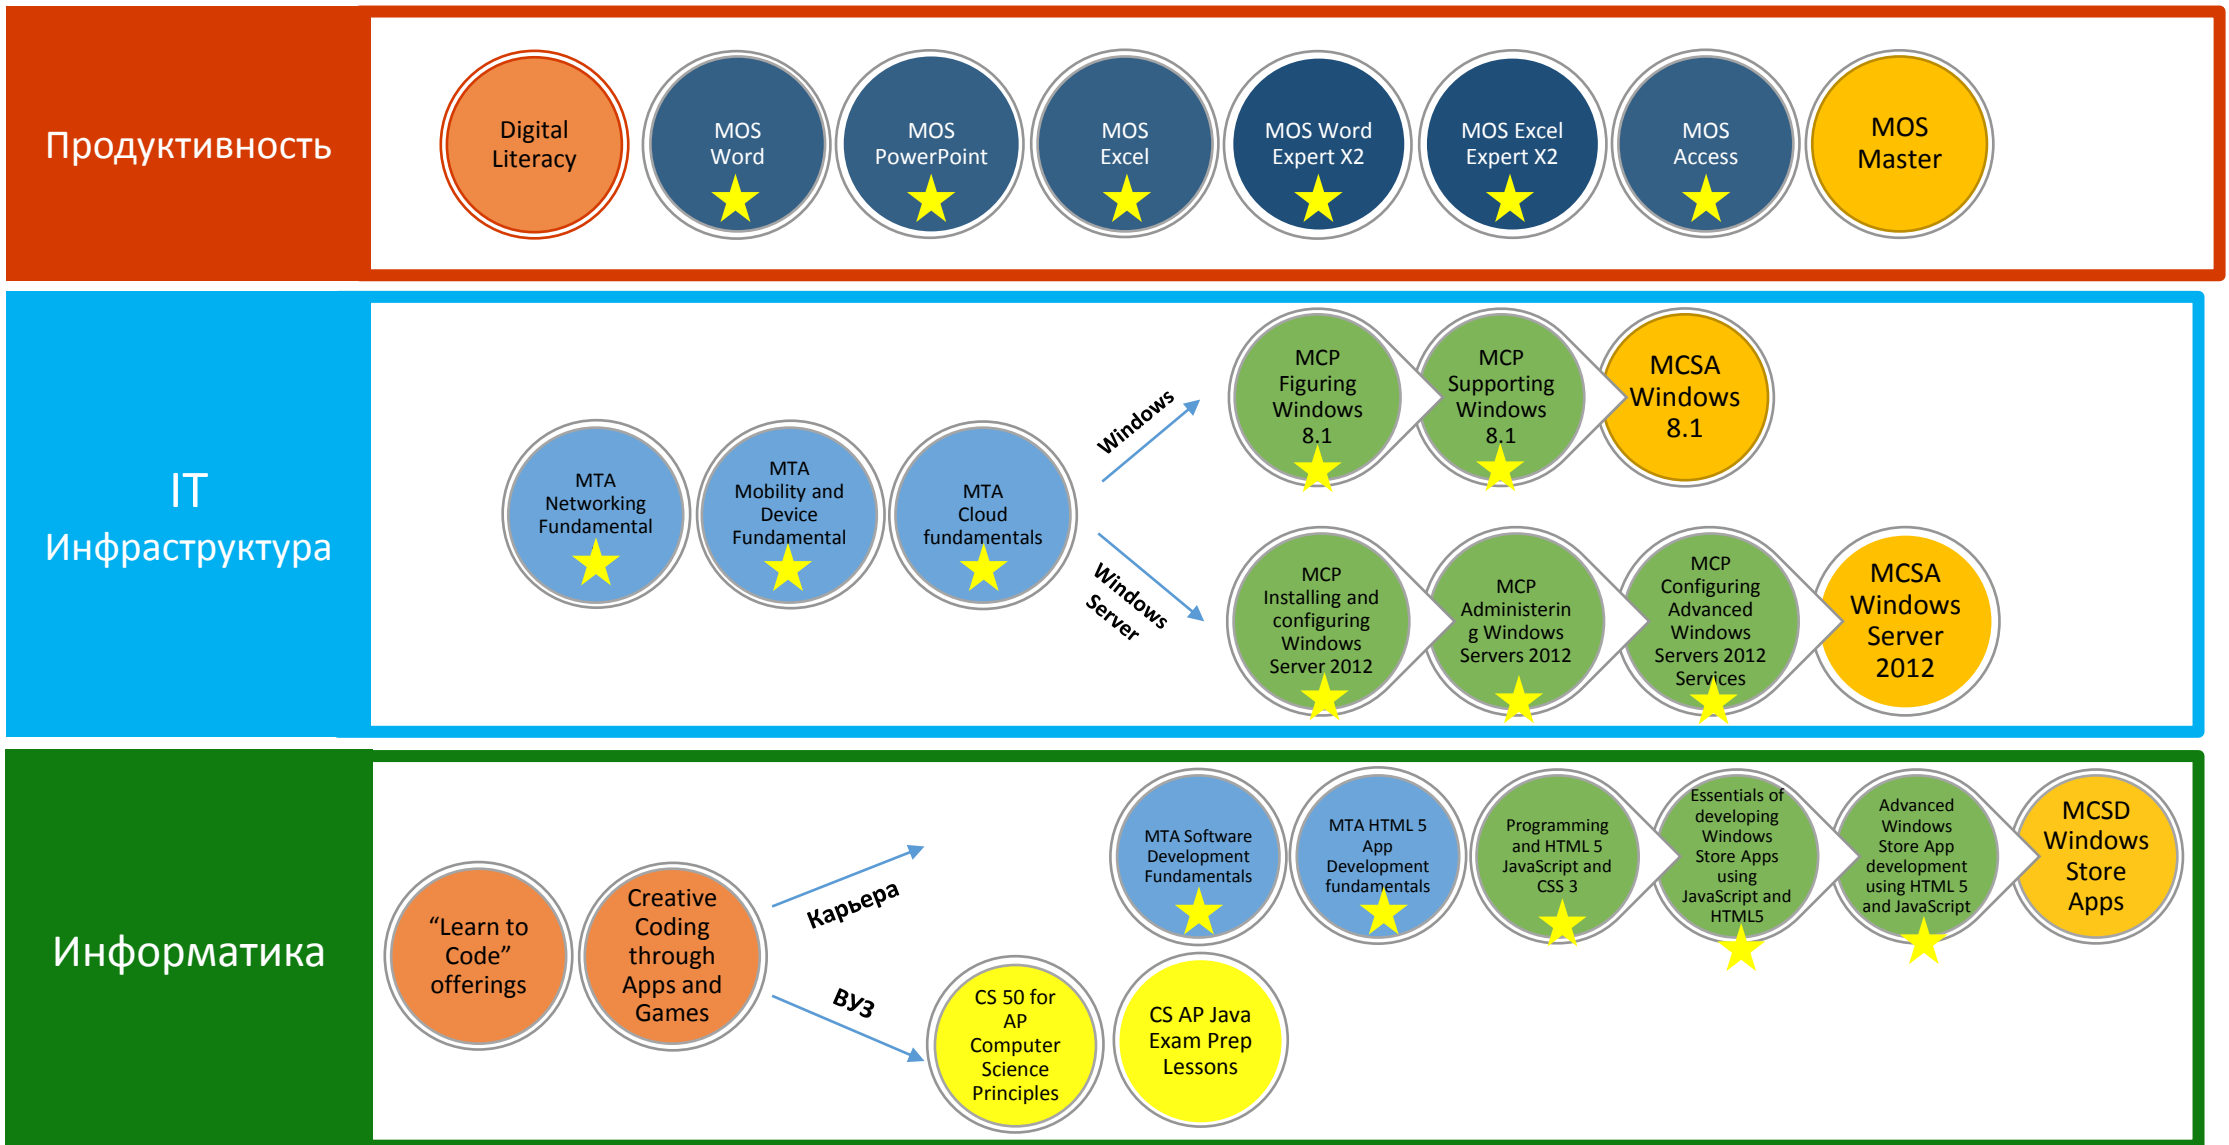 Продуктивность
Digital
Literacy
MOS
Word
MOS
PowerPoint
MOS
Excel
MOS Word
Expert X2
MOS Excel
Expert X2
MOS
Access
MOS
Master
IT
Инфраструктура
MTA
Networking
Fundamental
MTA
Mobility and
Device
Fundamental
MTA
Cloud
fundamentals
Windows
MCP
Figuring
Windows
8.1
MCP
Supporting
Windows
8.1
MCSA
Windows
8.1
Windows
Server
MCP
Installing and
configuring
Windows
Server 2012
MCP
Administerin
g Windows
Servers 2012
MCP
Configuring
Advanced
Windows
Servers 2012
Services
MCSA
Windows
Server
2012
Информатика
“Learn to
Code”
offerings
Creative
Coding
through
Apps and
Games
Карьера
MTA Software
Development
Fundamentals
MTA HTML 5
App
Development
fundamentals
Programming
and HTML 5
JavaScript and
CSS 3
Essentials of
developing
Windows
Store Apps
using
JavaScript and
HTML5
Advanced
Windows
Store App
development
using HTML 5
and JavaScript
MCSD
Windows
Store
Apps
ВУЗ
CS 50 for
AP
Computer
Science
Principles
CS AP Java
Exam Prep
Lessons